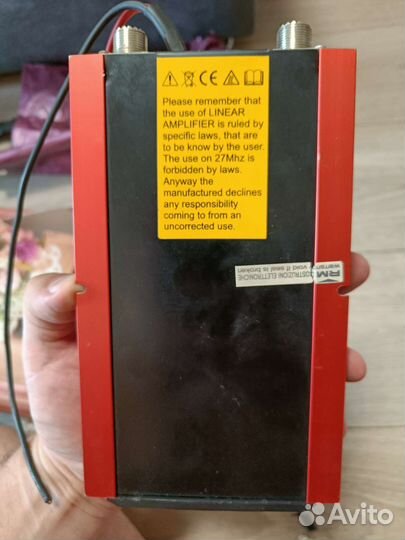 Please remember that
the use of LINEAR
AMPLIFIER is ruled by
specific laws, that are
to be know by the user.
The use on 27Mhz is
forbidden by laws.
Anyway the
manufactured declines
any responsibility
coming to from an
uncorrected use.
RM
COSTRUZIONI ELETTRONICHE
warranty void if seal is broken
Avito